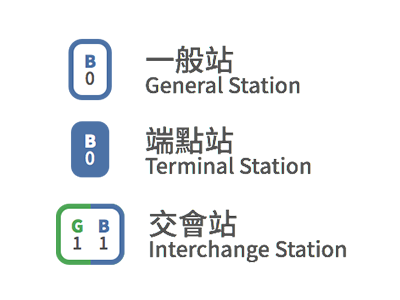 B
0
一般站
General Station
B
0
端點站
Terminal Station
G B
1 1
交會站
Interchange Station